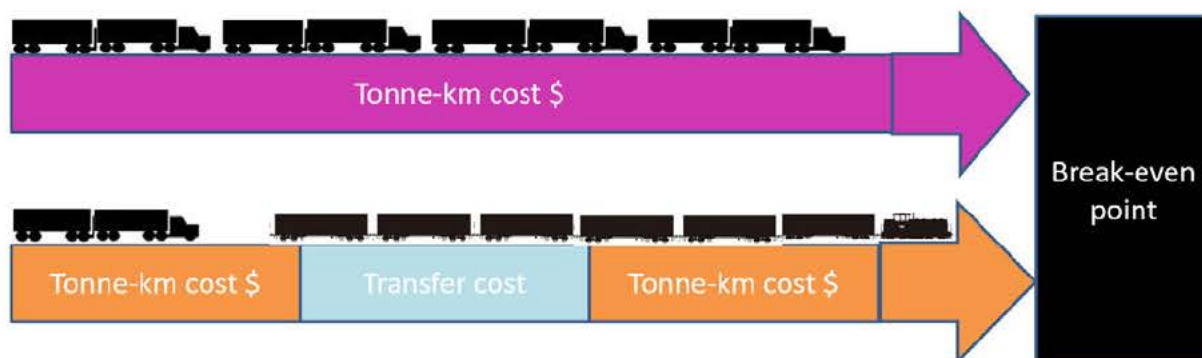 Tonne-km cost $
Break-even
point
Tonne-km cost $
Transfer cost
Tonne-km cost $